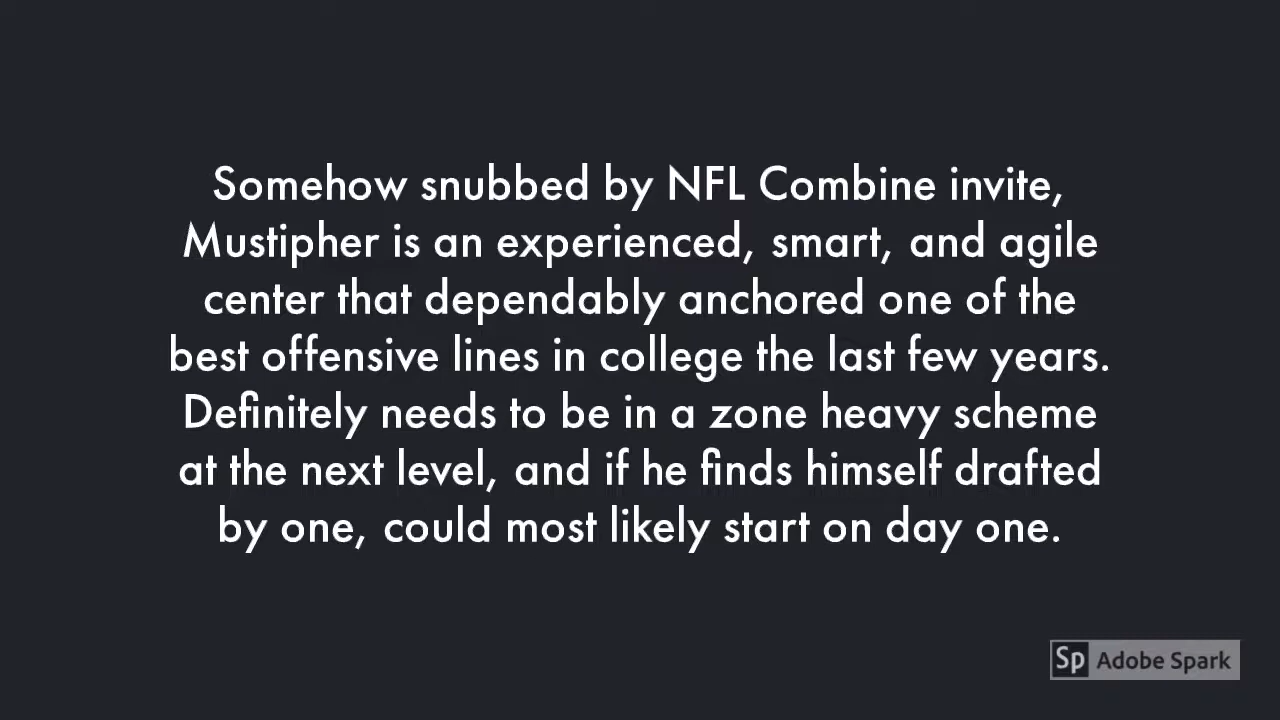 Somehow snubbed by NFL Combine invite,
Mustipher is an experienced, smart, and agile
center that dependably anchored one of the
best offensive lines in college the last few years.
Definitely needs to be in a zone heavy scheme
at the next level, and if he finds himself drafted
by one, could most likely start on day one.
Sp Adobe Spark